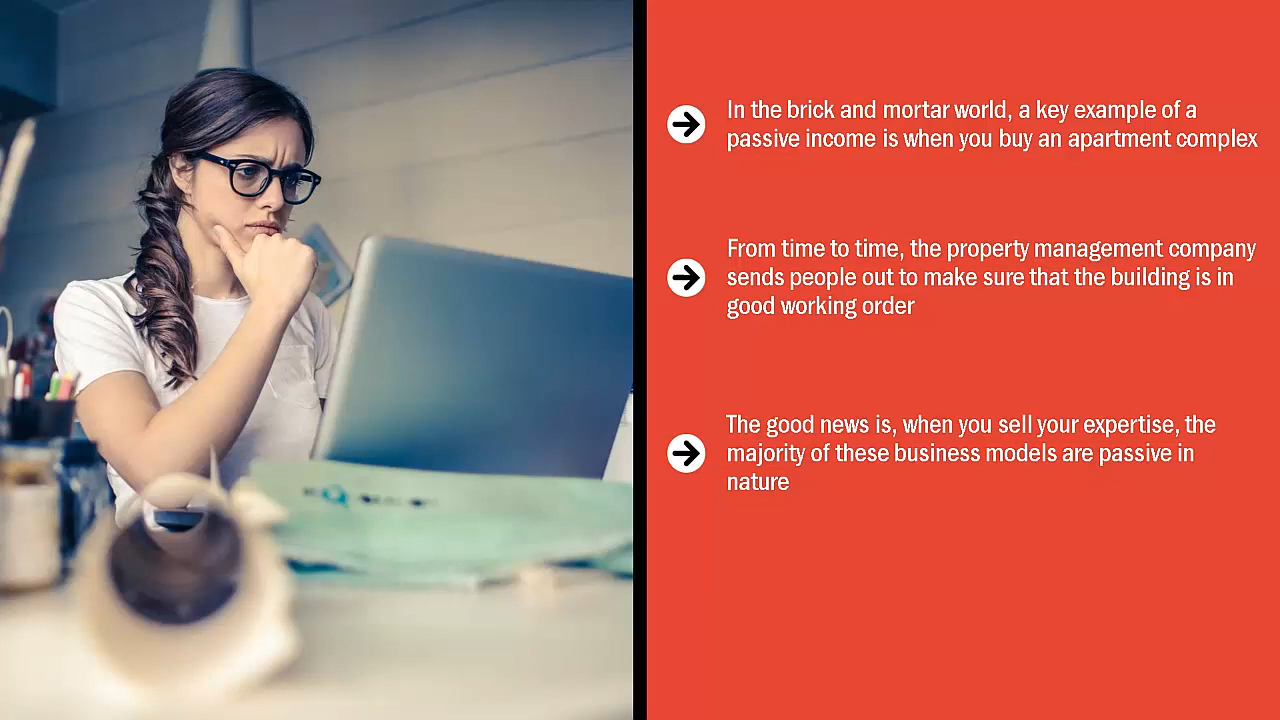 In the brick and mortar world, a key example of a
passive income is when you buy an apartment complex
From time to time, the property management company
sends people out to make sure that the building is in
good working order
The good news is, when you sell your expertise, the
majority of these business models are passive in
nature